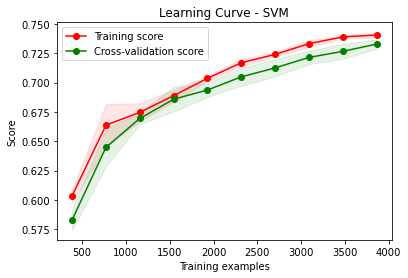 Learning Curve - SVM
Training score
Cross-validation score
Score
0.750
0.725
0.700
0.675
0.650
0.625
0.600
0.575
500 1000 1500 2000 2500 3000 3500 4000
Training examples